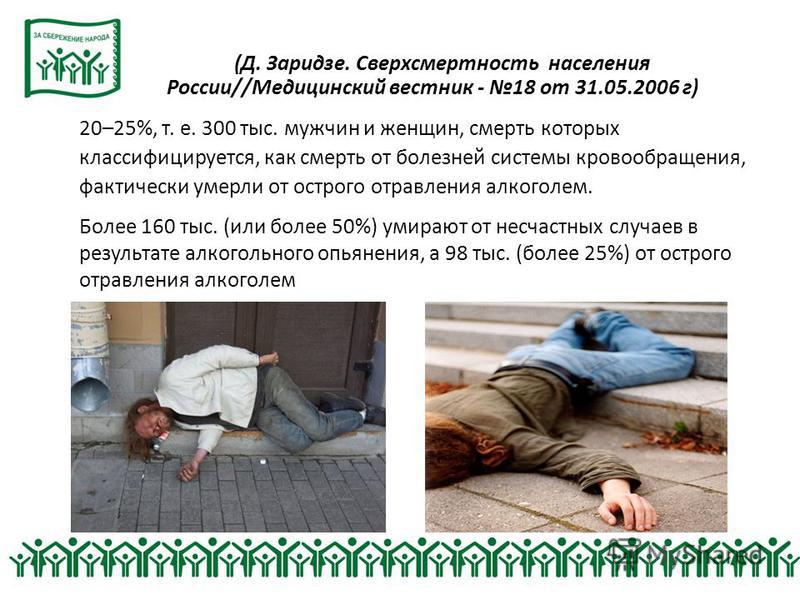 ЗА СБЕРЕЖЕНИЕ НАРОДА
(Д. Заридзе. Сверхсмертность населения
России//Медицинский вестник - №18 от 31.05.2006 г)
20–25%, т. е. 300 тыс. мужчин и женщин, смерть которых
классифицируется, как смерть от болезней системы кровообращения,
фактически умерли от острого отравления алкоголем.
Более 160 тыс. (или более 50%) умирают от несчастных случаев в
результате алкогольного опьянения, а 98 тыс. (более 25%) от острого
отравления алкоголем
MyShared